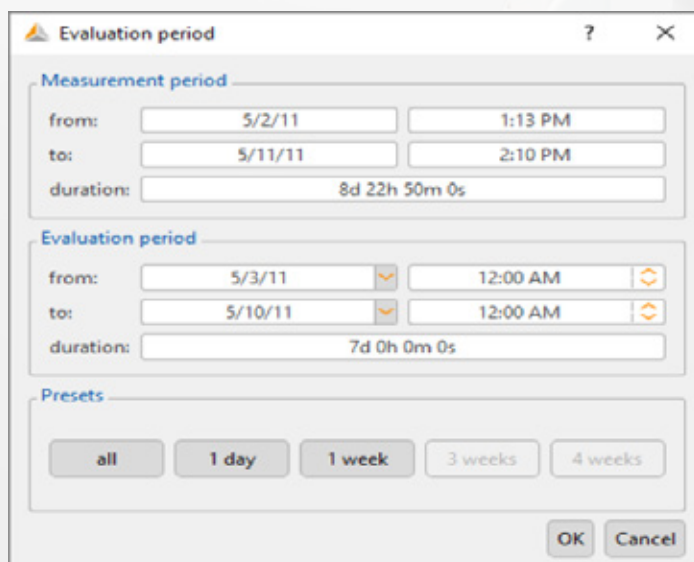 Evaluation period ?
Measurement period
from: 5/2/11 1:13 PM
to: 5/11/11 2:10 PM
duration: 8d 22h 50m 0s
Evaluation period
from: 5/3/11 12:00 AM
to: 5/10/11 12:00 AM
duration: 7d 0h 0m 0s
Presets
all 1 day 1 week 3 weeks 4 weeks
OK Cancel